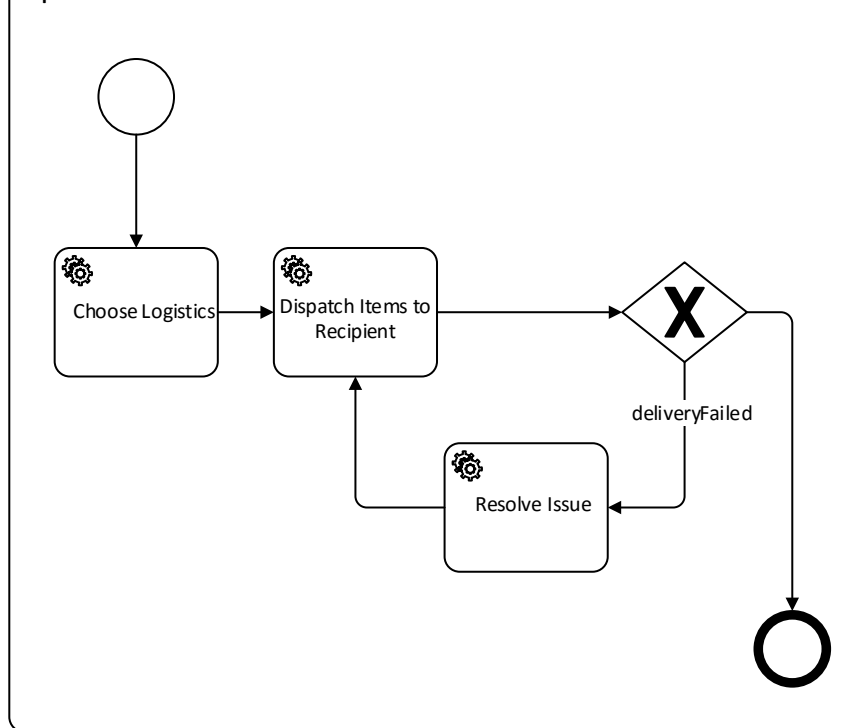 Choose Logistics
Dispatch Items to
Recipient
X
deliveryFailed
Resolve Issue